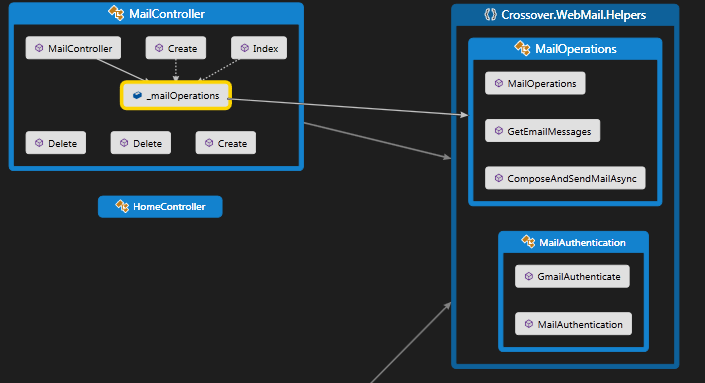 MailController
MailController
Create
Index
_mailOperations
Delete
Delete
Create
HomeController
Crossover.WebMail.Helpers
MailOperations
MailOperations
GetEmailMessages
ComposeAndSendMailAsync
MailAuthentication
GmailAuthenticate
MailAuthentication